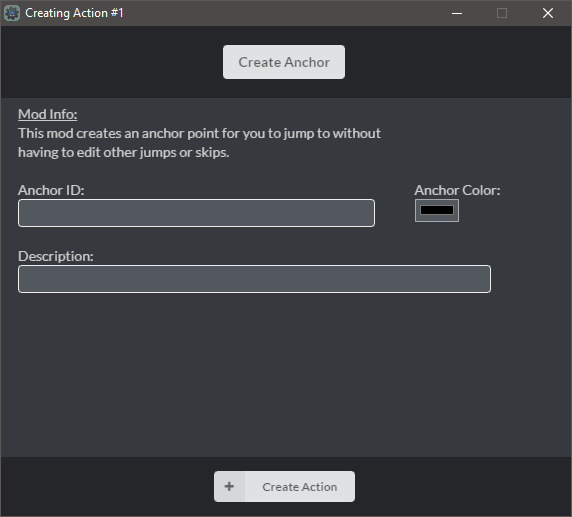 Creating Action #1
Create Anchor
Mod Info:
This mod creates an anchor point for you to jump to without
having to edit other jumps or skips.
Anchor ID:
Anchor Color:
Description:
+ Create Action